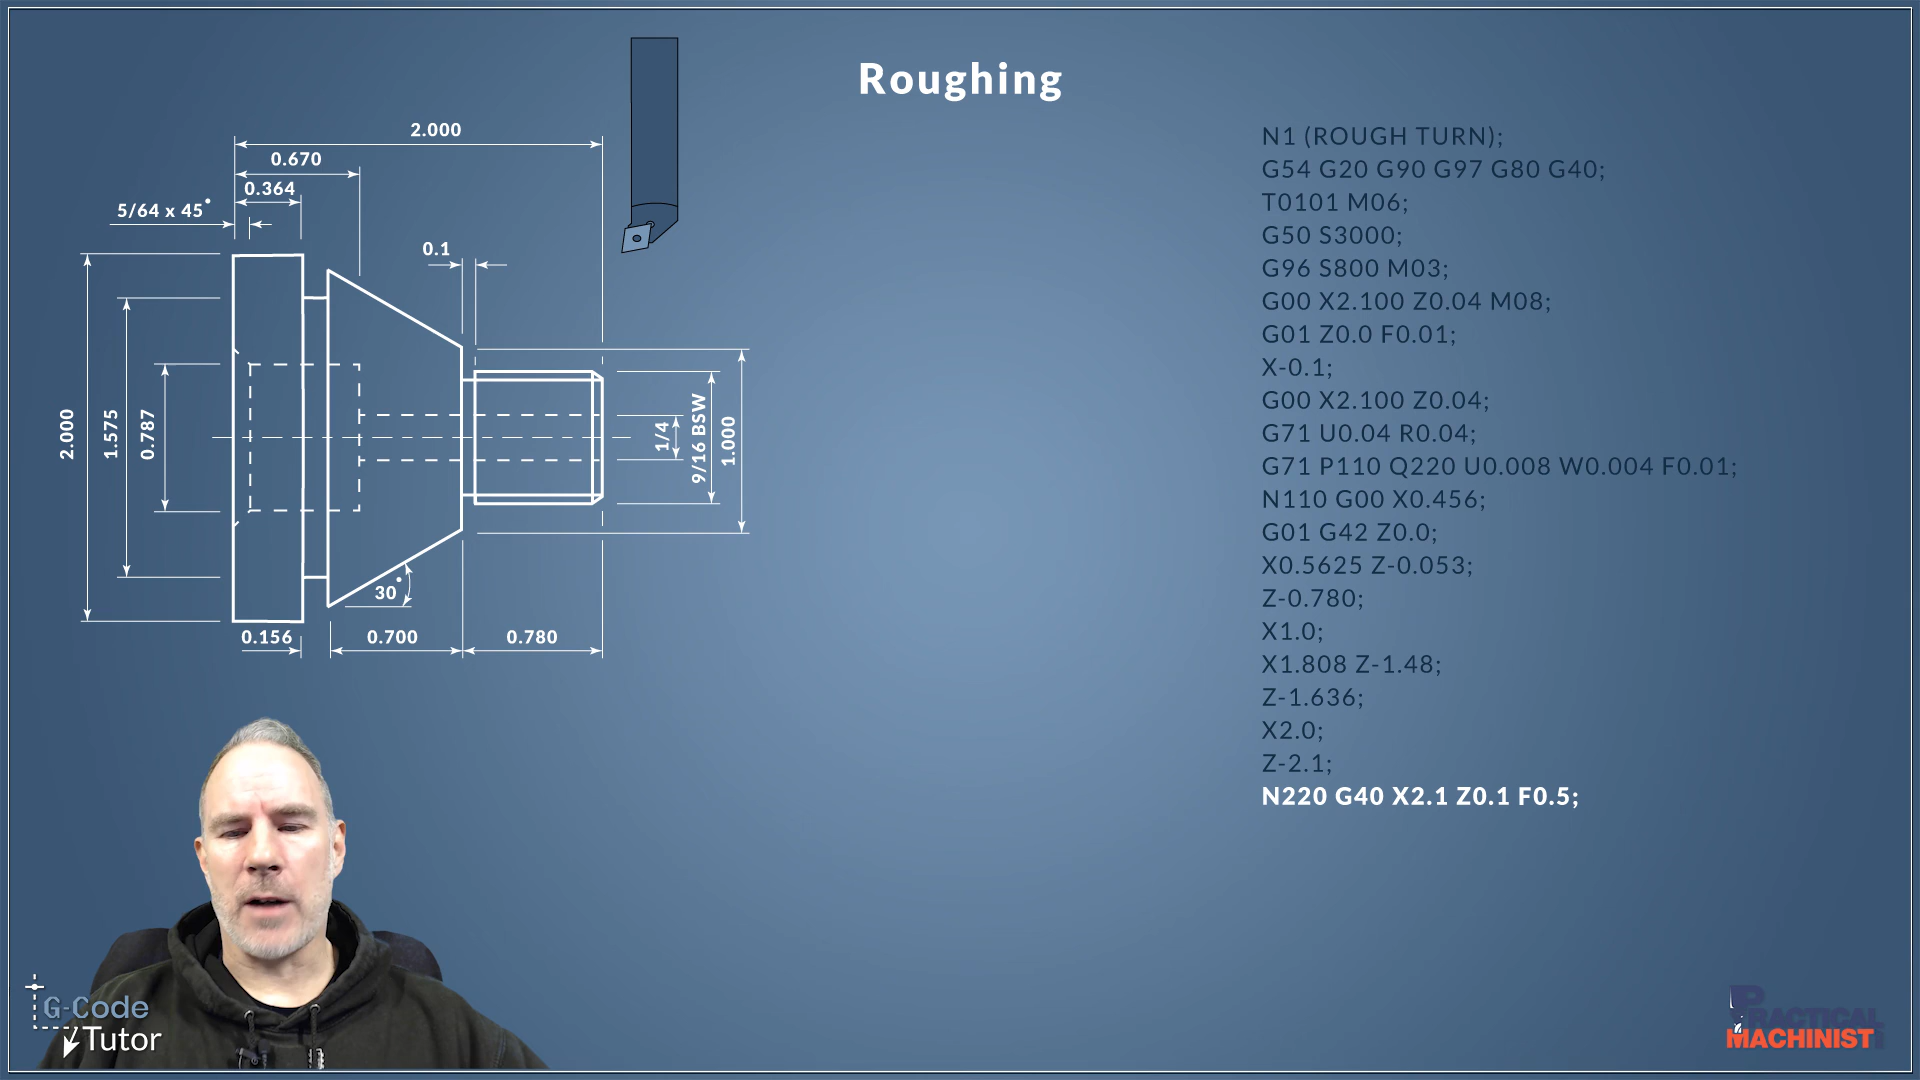 Roughing
2.000
0.670
0.364
5/64 x 45°
0.1
2.000
1.575
0.787
1/4
9/16 BSW
1.000
30°
0.156
0.700
0.780
N1 (ROUGH TURN);
G54 G20 G90 G97 G80 G40;
T0101 M06;
G50 S3000;
G96 S800 M03;
G00 X2.100 Z0.04 M08;
G01 Z0.0 F0.01;
X-0.1;
G00 X2.100 Z0.04;
G71 U0.04 R0.04;
G71 P110 Q220 U0.008 W0.004 F0.01;
N110 G00 X0.456;
G01 G42 Z0.0;
X0.5625 Z-0.053;
Z-0.780;
X1.0;
X1.808 Z-1.48;
Z-1.636;
X2.0;
Z-2.1;
N220 G40 X2.1 Z0.1 F0.5;
G-Code
Tutor
PRACTICAL
MACHINIST